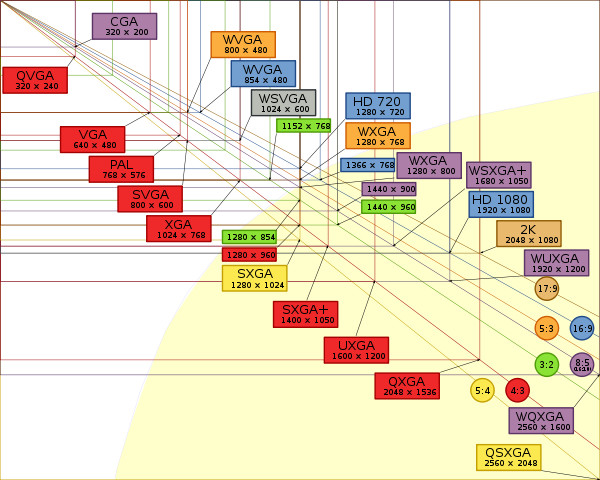 CGA
320 x 200
WVGA
800 x 480
QVGA
320 x 240
WVGA
854 x 480
WSVGA
1024 x 600
HD 720
1280 x 720
1152 x 768
WXGA
1280 x 768
VGA
640 x 480
PAL
768 x 576
1366 x 768
WXGA
1280 x 800
WSXGA+
1680 x 1050
SVGA
800 x 600
1440 x 900
1440 x 960
HD 1080
1920 x 1080
XGA
1024 x 768
1280 x 854
2K
2048 x 1080
1280 x 960
SXGA
1280 x 1024
WUXGA
1920 x 1200
17:9
SXGA+
1400 x 1050
5:3
16:9
UXGA
1600 x 1200
3:2
8:5
(16:10)
QXGA
2048 x 1536
5:4
4:3
WQXGA
2560 x 1600
QSXGA
2560 x 2048